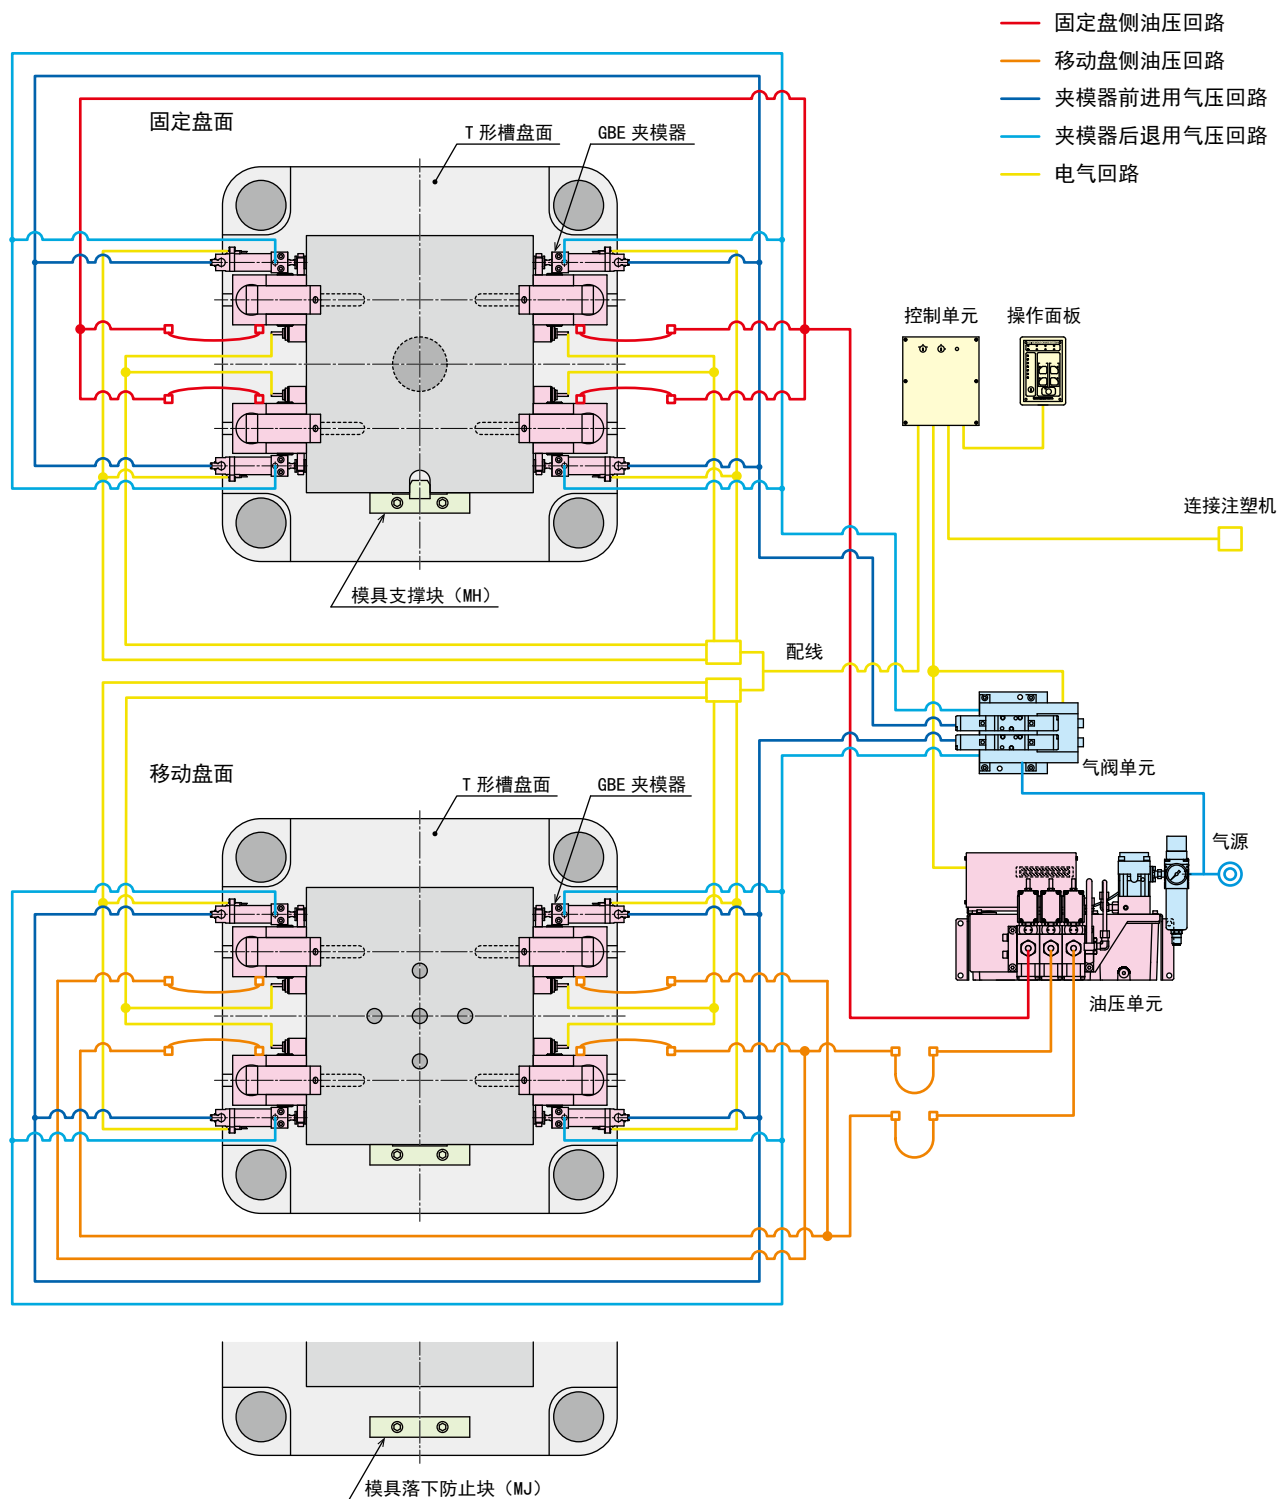 固定盘侧油压回路
移动盘侧油压回路
夹模器前进用气压回路
夹模器后退用气压回路
电气回路
固定盘面
T 形槽盘面
GBE 夹模器
控制单元
操作面板
连接注塑机
模具支撑块（MH）
配线
气阀单元
移动盘面
T 形槽盘面
GBE 夹模器
气源
油压单元
模具落下防止块（MJ）